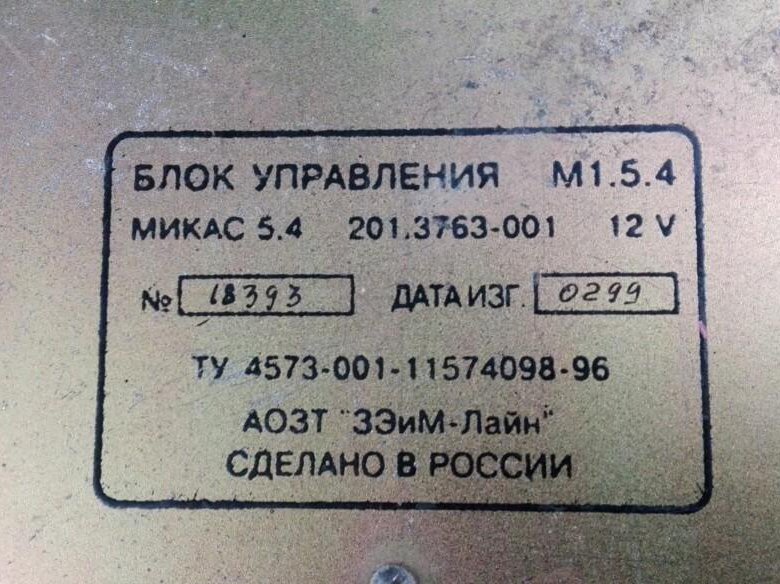 БЛОК УПРАВЛЕНИЯ М1.5.4
МИКАС 5.4 201.3763-001 12 V
№ 18393 ДАТА ИЗГ. 0299
ТУ 4573-001-11574098-96
АОЗТ "ЗЭиМ-Лайн"
СДЕЛАНО В РОССИИ